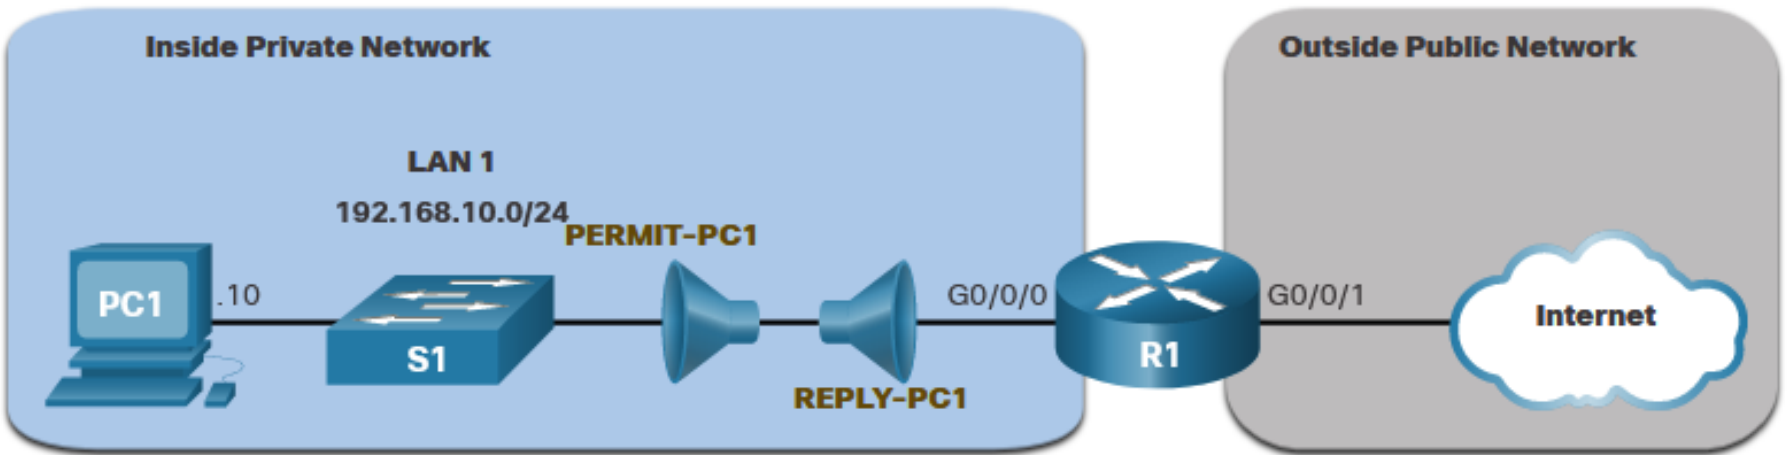 Inside Private Network
Outside Public Network
LAN 1
192.168.10.0/24
PERMIT-PC1
PC1
.10
S1
G0/0/0
R1
G0/0/1
Internet
REPLY-PC1